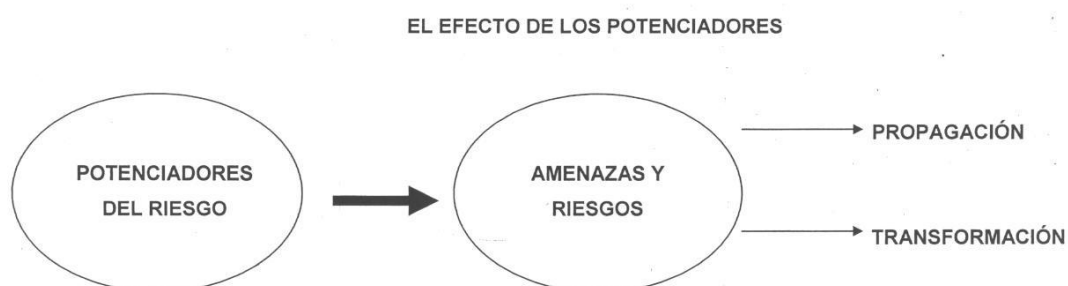 EL EFECTO DE LOS POTENCIADORES
POTENCIADORES
DEL RIESGO
AMENAZAS Y
RIESGOS
PROPAGACIÓN
TRANSFORMACIÓN